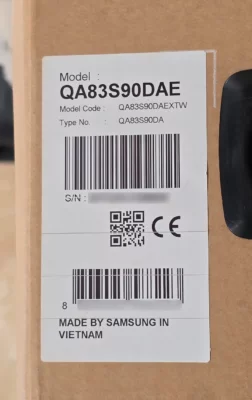 Model :
QA83S90DAE
Model Code : QA83S90DAEXTW
Type No. : QA83S90DA
S/N :
CE
8
MADE BY SAMSUNG IN
VIETNAM